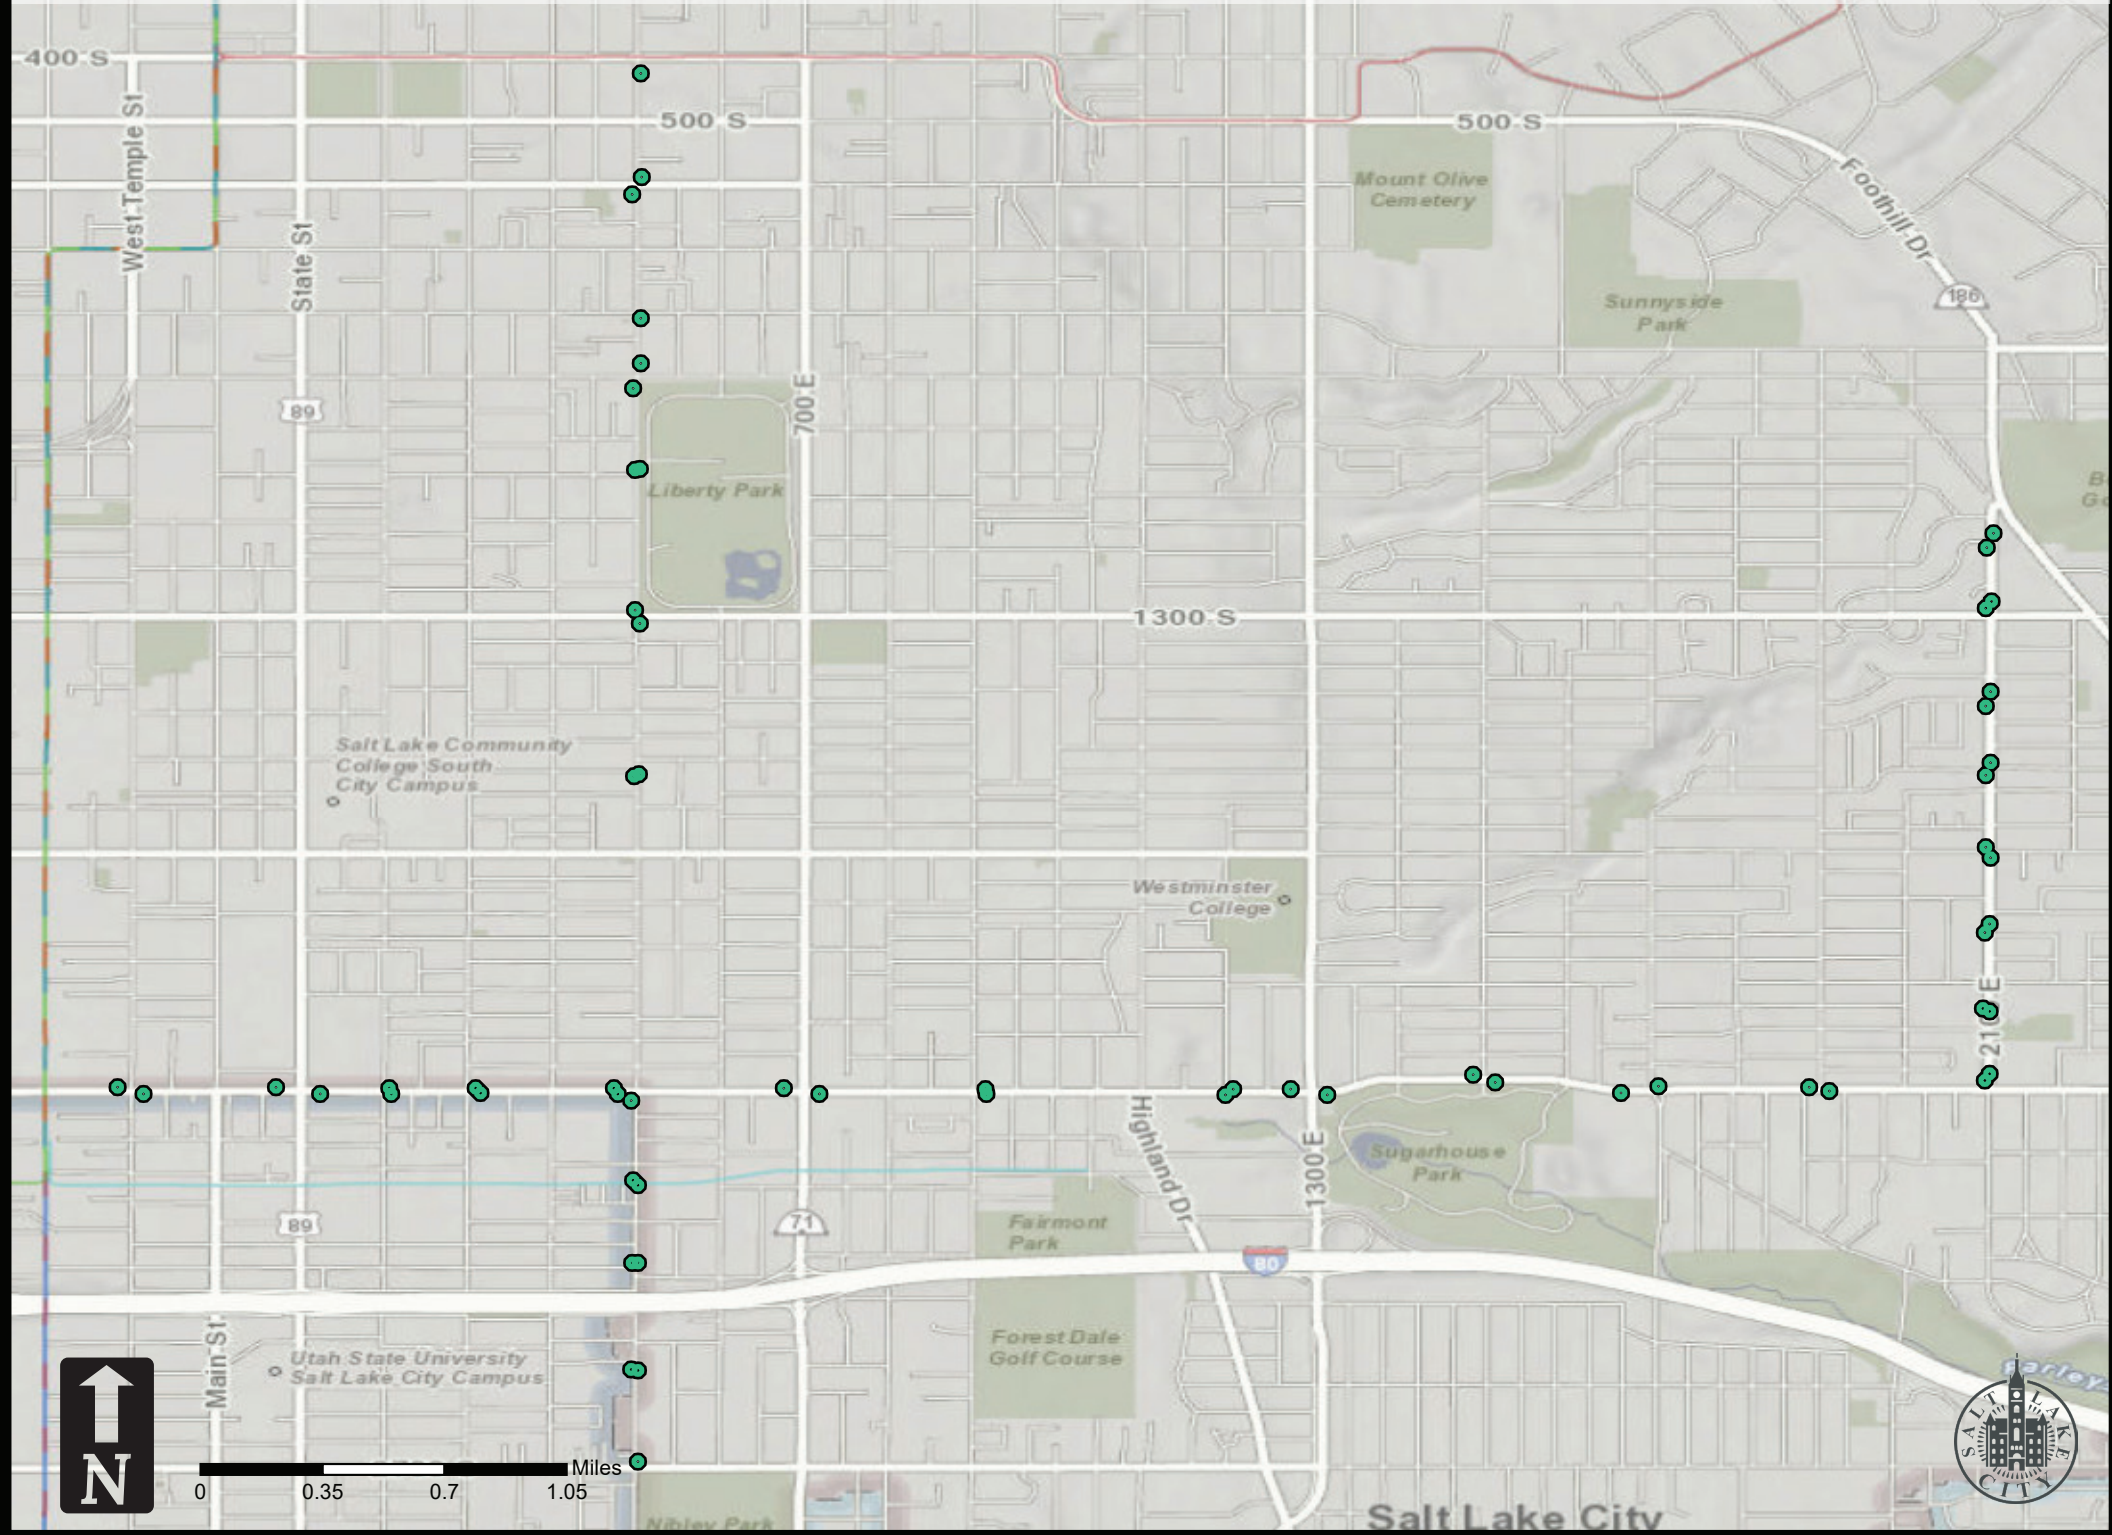 400 S
500 S
500 S
West Temple St
State St
Foothill Dr
Mount Olive
Cemetery
186
Sunnyside
Park
89
700 E
Liberty Park
1300 S
Salt Lake Community
College South
City Campus
Westminster
College
E
Highland Dr
1300 E
Sugarhouse
Park
89
71
Fairmont
Park
80
Main St
Utah State University
Salt Lake City Campus
Forest Dale
Golf Course
N
Miles
0 0.35 0.7 1.05
Nibley Park
Salt Lake City
SALT LAKE
CITY